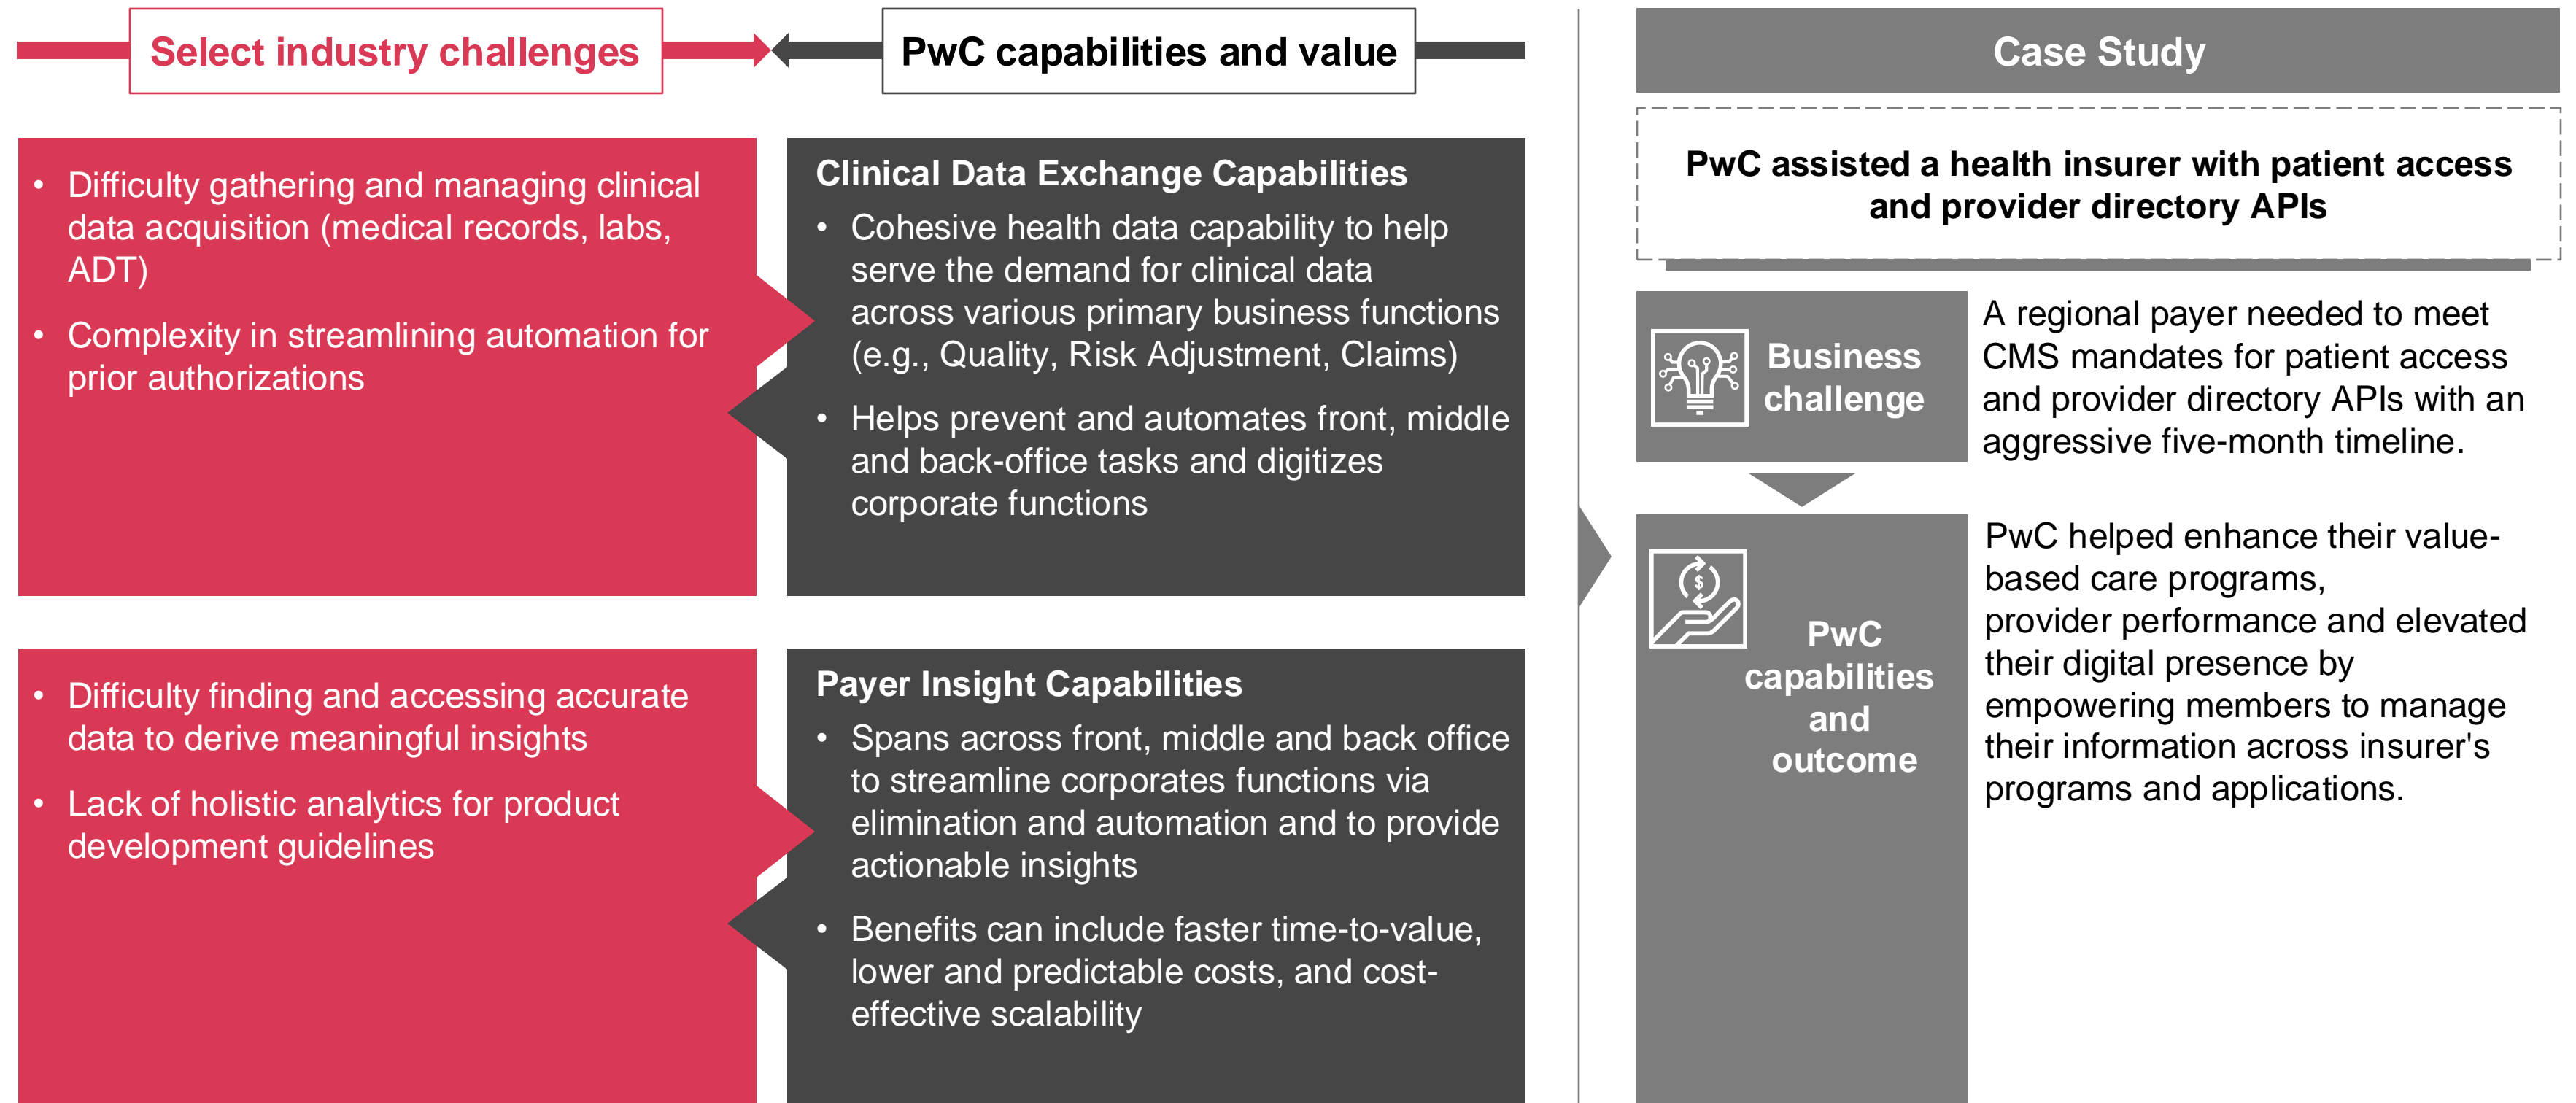 Select industry challenges
PwC capabilities and value
• Difficulty gathering and managing clinical
data acquisition (medical records, labs,
ADT)
• Complexity in streamlining automation for
prior authorizations
Clinical Data Exchange Capabilities
• Cohesive health data capability to help
serve the demand for clinical data
across various primary business functions
(e.g., Quality, Risk Adjustment, Claims)
• Helps prevent and automates front, middle
and back-office tasks and digitizes
corporate functions
• Difficulty finding and accessing accurate
data to derive meaningful insights
• Lack of holistic analytics for product
development guidelines
Payer Insight Capabilities
• Spans across front, middle and back office
to streamline corporates functions via
elimination and automation and to provide
actionable insights
• Benefits can include faster time-to-value,
lower and predictable costs, and cost-
effective scalability
Case Study
PwC assisted a health insurer with patient access
and provider directory APIs
Business
challenge
A regional payer needed to meet
CMS mandates for patient access
and provider directory APIs with an
aggressive five-month timeline.
$
PwC
capabilities
and
outcome
PwC helped enhance their value-
based care programs,
provider performance and elevated
their digital presence by
empowering members to manage
their information across insurer's
programs and applications.